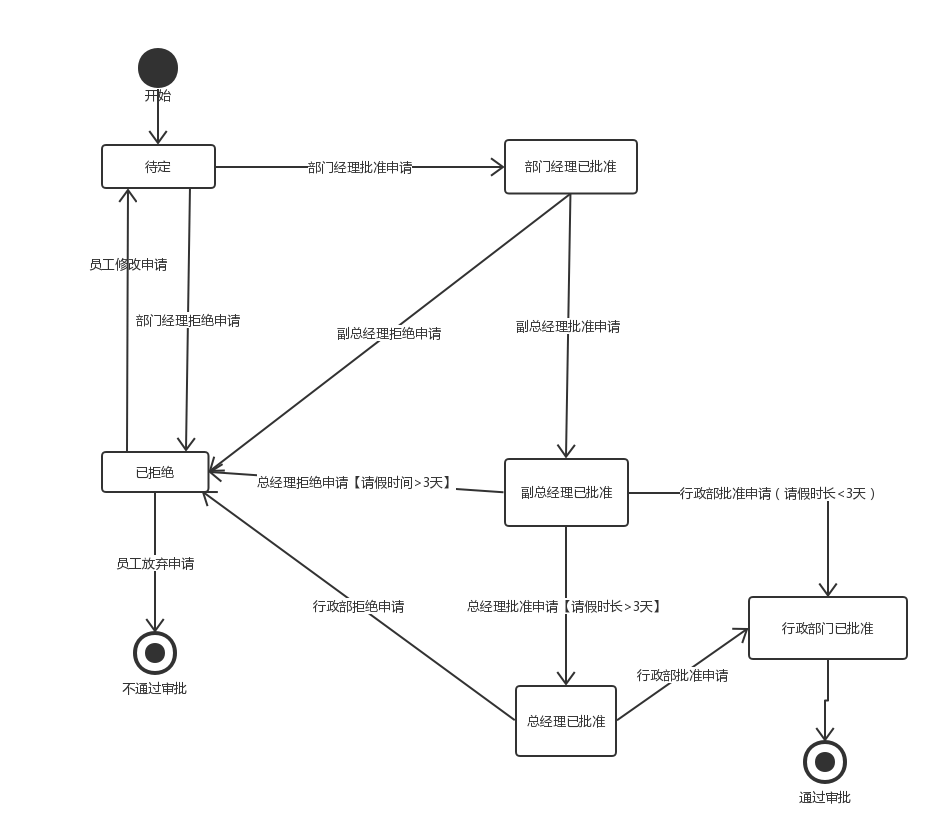 开始
待定
部门经理批准申请
部门经理已批准
员工修改申请
部门经理拒绝申请
副总经理拒绝申请
副总经理批准申请
已拒绝
总经理拒绝申请【请假时间>3天】
副总经理已批准
行政部批准申请（请假时长<3天）
员工放弃申请
行政部拒绝申请
总经理批准申请【请假时长>3天】
行政部门已批准
行政部批准申请
不通过审批
总经理已批准
通过审批